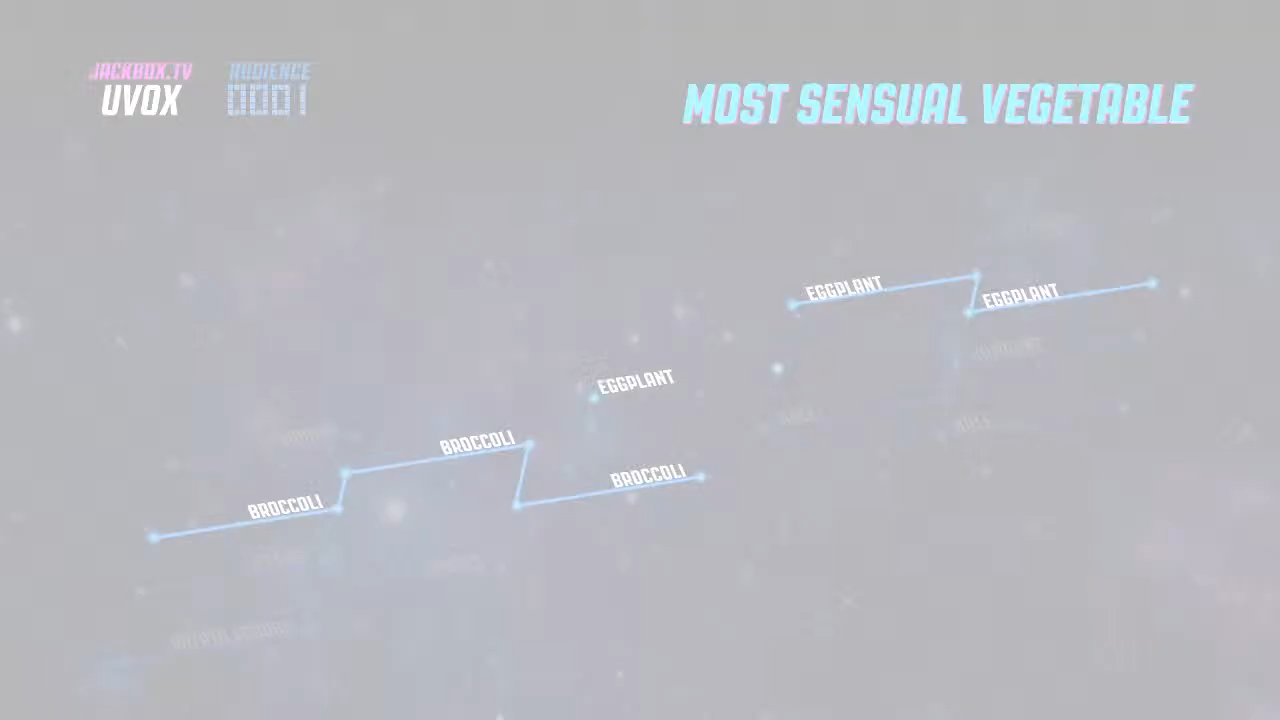 JACKBOX.TV
UVOX
AUDIENCE
0001
MOST SENSUAL VEGETABLE
EGGPLANT
EGGPLANT
EGGPLANT
BROCCOLI
BROCCOLI
BROCCOLI